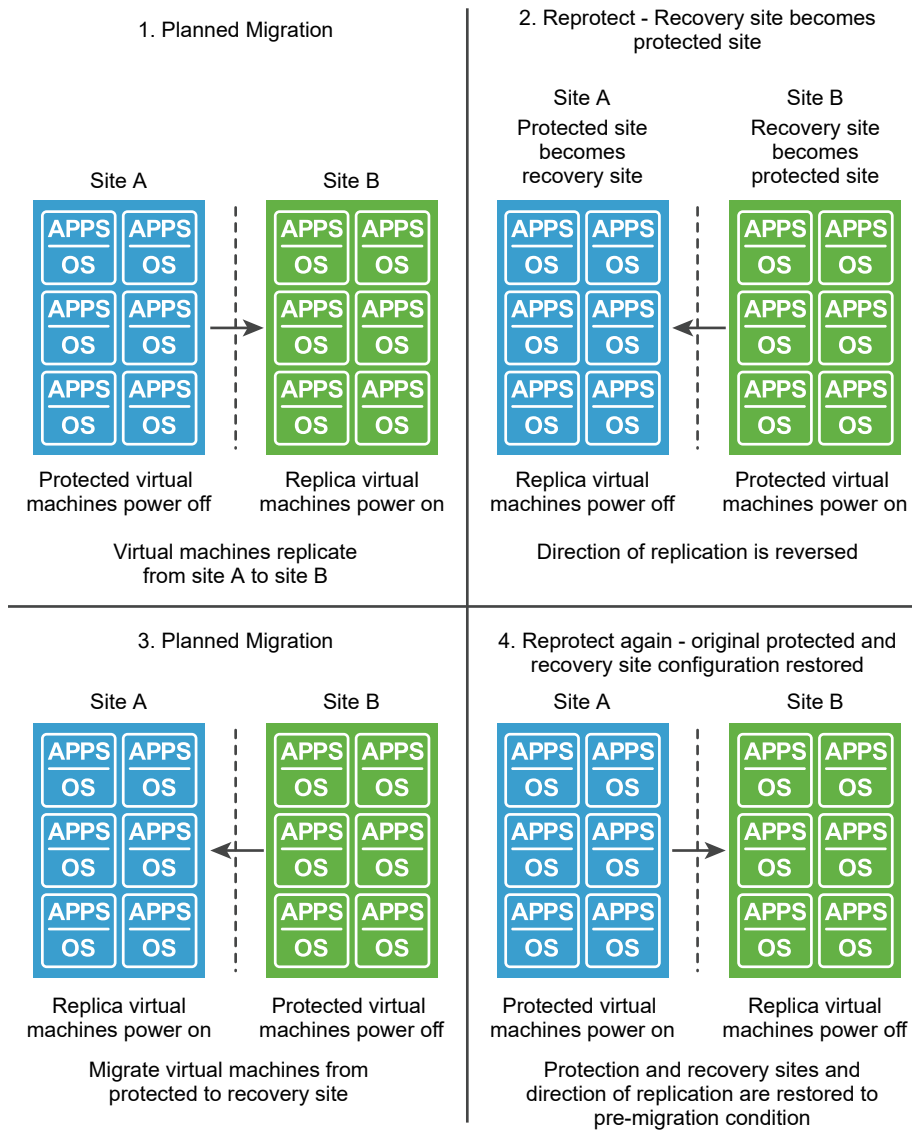 1. Planned Migration
Site A
Site B
APPS APPS
OS OS
APPS APPS
OS OS
APPS APPS
OS OS
APPS APPS
OS OS
APPS APPS
OS OS
APPS APPS
OS OS
Protected virtual
machines power off
Replica virtual
machines power on
Virtual machines replicate
from site A to site B
2. Reprotect - Recovery site becomes
protected site
Site A
Protected site
becomes
recovery site
Site B
Recovery site
becomes
protected site
APPS APPS
OS OS
APPS APPS
OS OS
APPS APPS
OS OS
APPS APPS
OS OS
APPS APPS
OS OS
APPS APPS
OS OS
Replica virtual
machines power off
Protected virtual
machines power on
Direction of replication is reversed
3. Planned Migration
Site A
Site B
APPS APPS
OS OS
APPS APPS
OS OS
APPS APPS
OS OS
APPS APPS
OS OS
APPS APPS
OS OS
APPS APPS
OS OS
Replica virtual
machines power on
Protected virtual
machines power off
Migrate virtual machines from
protected to recovery site
4. Reprotect again - original protected and
recovery site configuration restored
Site A
Site B
APPS APPS
OS OS
APPS APPS
OS OS
APPS APPS
OS OS
APPS APPS
OS OS
APPS APPS
OS OS
APPS APPS
OS OS
Protected virtual
machines power on
Replica virtual
machines power off
Protection and recovery sites and
direction of replication are restored to
pre-migration condition